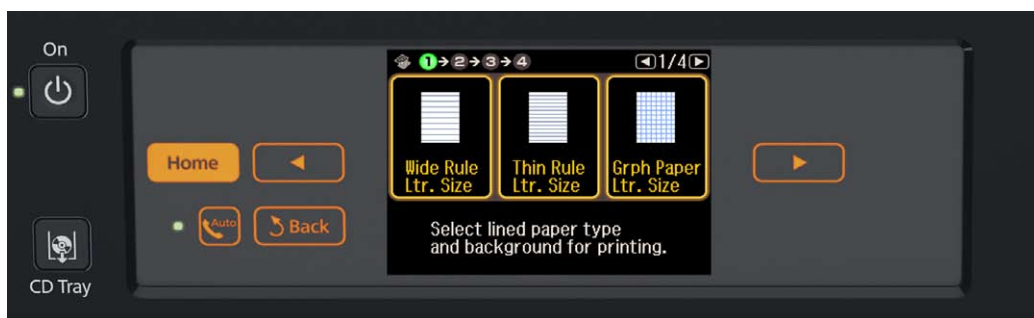 On
1 → 2 → 3 → 4
1/4
Wide Rule
Ltr. Size
Thin Rule
Ltr. Size
Grph Paper
Ltr. Size
Home
Auto
Back
Select lined paper type
and background for printing.
CD Tray